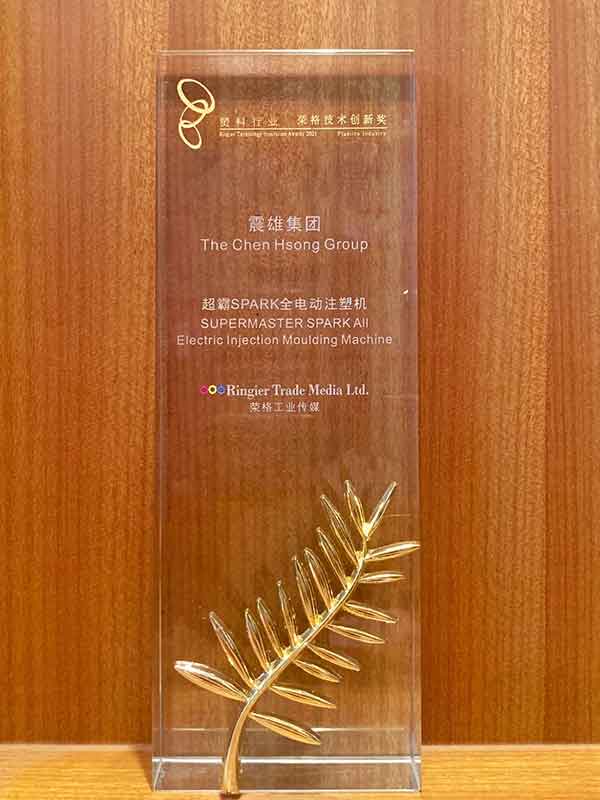 塑料行业 荣格技术创新奖
Ringier Technology Innovation Awards 2021 Plastics Industry
震雄集团
The Chen Hsong Group
超霸SPARK全电动注塑机
SUPERMASTER SPARK All
Electric Injection Moulding Machine
Ringier Trade Media Ltd.
荣格工业传媒